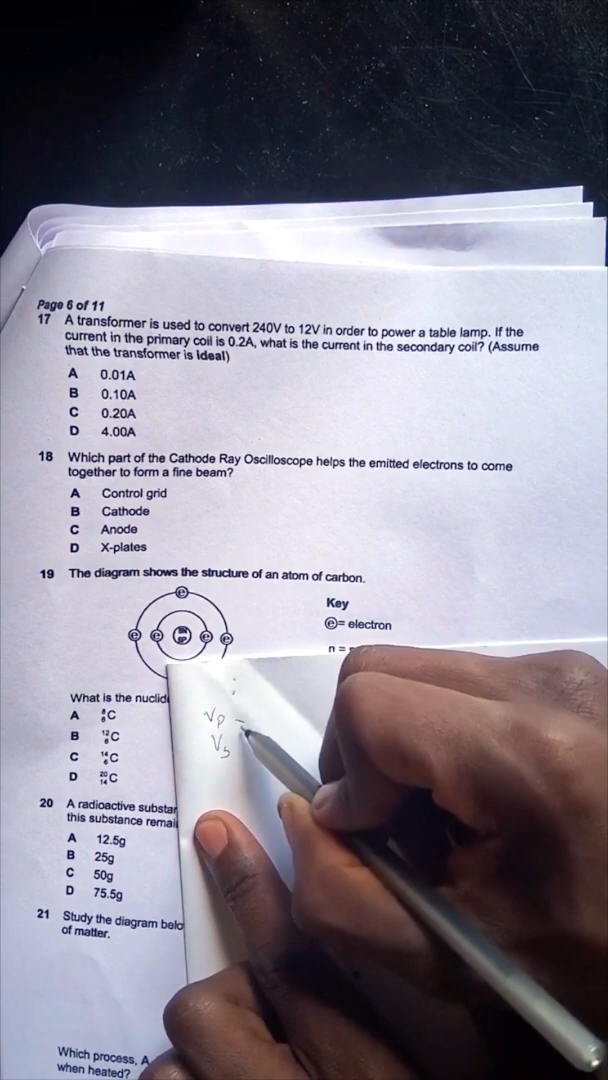 Page 6 of 11
17 A transformer is used to convert 240V to 12V in order to power a table lamp. If the
current in the primary coil is 0.2A, what is the current in the secondary coil? (Assume
that the transformer is ideal)
A 0.01A
B 0.10A
C 0.20A
D 4.00A
18 Which part of the Cathode Ray Oscilloscope helps the emitted electrons to come
together to form a fine beam?
A Control grid
B Cathode
C Anode
D X-plates
19 The diagram shows the structure of an atom of carbon.
Key
e
e= electron
e e e e
n =
What is the nuclid
A C
B ¹²₆C
C ¹⁴₆C
D ²⁰₁₄C
Vp =
Vs
20 A radioactive substan
this substance remai
A 12.5g
B 25g
C 50g
D 75.5g
21 Study the diagram belo
of matter.
Which process, A
when heated?